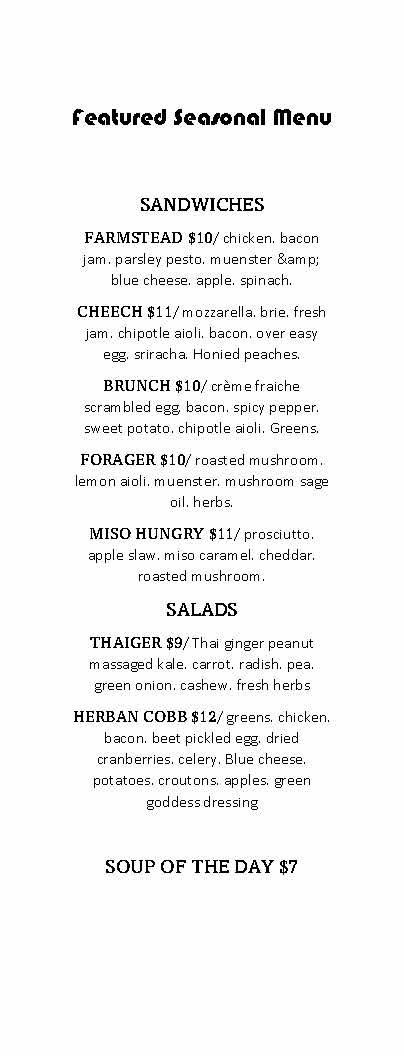 Featured Seasonal Menu
SANDWICHES
FARMSTEAD $10/ chicken. bacon
jam. parsley pesto. muenster &amp;
blue cheese. apple. spinach.
CHEECH $11/ mozzarella. brie. fresh
jam. chipotle aioli. bacon. over easy
egg. sriracha. Honied peaches.
BRUNCH $10/ crème fraiche
scrambled egg. bacon. spicy pepper.
sweet potato. chipotle aioli. Greens.
FORAGER $10/ roasted mushroom.
lemon aioli. muenster. mushroom sage
oil. herbs.
MISO HUNGRY $11/ prosciutto.
apple slaw. miso caramel. cheddar.
roasted mushroom.
SALADS
THAIGER $9/ Thai ginger peanut
massaged kale. carrot. radish. pea.
green onion. cashew. fresh herbs
HERBAN COBB $12/ greens. chicken.
bacon. beet pickled egg. dried
cranberries. celery. Blue cheese.
potatoes. croutons. apples. green
goddess dressing
SOUP OF THE DAY $7